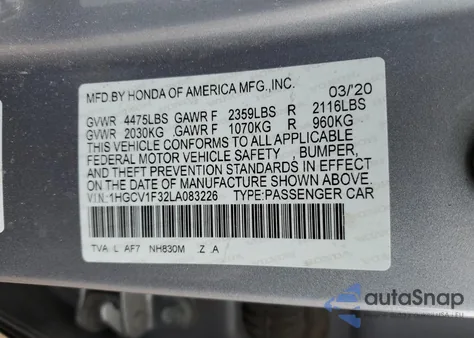 MFD.BY HONDA OF AMERICA MFG.,INC. 03/20
GVWR 4475LBS GAWR F 2359LBS R 2116LBS
GVWR 2030KG .GAWR F 1070KG R 960KG
THIS VEHICLE CONFORMS TO ALL APPLICABLE
FEDERAL MOTOR VEHICLE SAFETY , BUMPER,
AND THEFT PREVENTION STANDARDS IN EFFECT
ON THE DATE OF MANUFACTURE SHOWN ABOVE.
V I N: 1HGCV1F32LA083226 TYPE:PASSENGER CAR
TVA L AF7 NH830M Z A
autoSnap